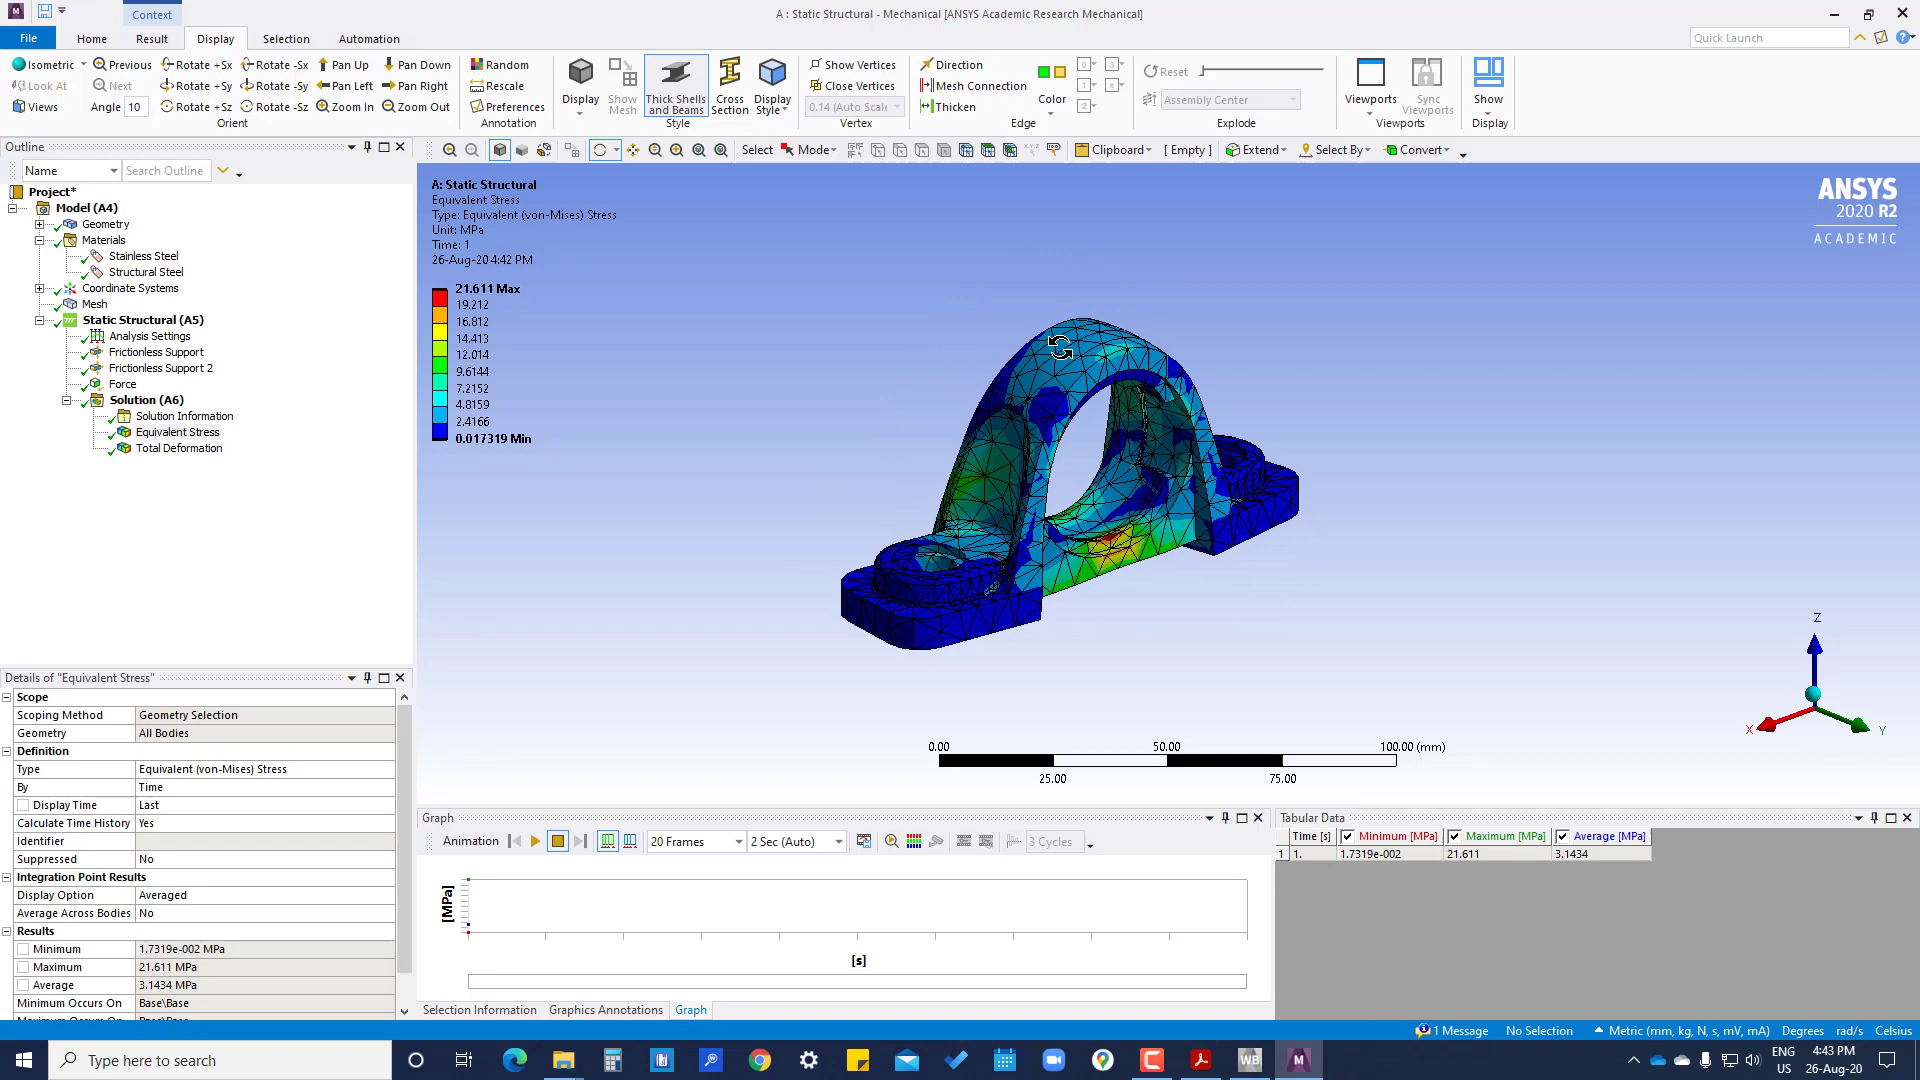 Context
A : Static Structural - Mechanical [ANSYS Academic Research Mechanical]
File Home Result Display Selection Automation
Quick Launch
Isometric Previous Rotate +Sx Rotate -Sx Pan Up Pan Down
Look At Next Rotate +Sy Rotate -Sy Pan Left Pan Right
Views Angle 10 Rotate +Sz Rotate -Sz Zoom In Zoom Out
Orient
Random
Rescale
Preferences
Annotation
Display
Show Mesh
Thick Shells and Beams
Cross Section
Display Style
Style
Show Vertices
Close Vertices
0.14 (Auto Scale
Vertex
Direction
Mesh Connection
Thicken
Color
Edge
Reset
Assembly Center
Explode
Viewports
Sync Viewports
Viewports
Show
Display
Outline
Name Search Outline
Select Mode Clipboard [ Empty ] Extend Select By Convert
Project*
Model (A4)
Geometry
Materials
Stainless Steel
Structural Steel
Coordinate Systems
Mesh
Static Structural (A5)
Analysis Settings
Frictionless Support
Frictionless Support 2
Force
Solution (A6)
Solution Information
Equivalent Stress
Total Deformation
A: Static Structural
Equivalent Stress
Type: Equivalent (von-Mises) Stress
Unit: MPa
Time: 1
26-Aug-20 4:42 PM
21.611 Max
19.212
16.812
14.413
12.014
9.6144
7.2152
4.8159
2.4166
0.017319 Min
ANSYS
2020 R2
ACADEMIC
Z
X
Y
0.00 50.00 100.00 (mm)
25.00 75.00
Details of "Equivalent Stress"
Scope
Scoping Method Geometry Selection
Geometry All Bodies
Definition
Type Equivalent (von-Mises) Stress
By Time
Display Time Last
Calculate Time History Yes
Identifier
Suppressed No
Integration Point Results
Display Option Averaged
Average Across Bodies No
Results
Minimum 1.7319e-002 MPa
Maximum 21.611 MPa
Average 3.1434 MPa
Minimum Occurs On Base\Base
Graph
Animation 20 Frames 2 Sec (Auto) 3 Cycles
[MPa]
[s]
Selection Information Graphics Annotations Graph
Tabular Data
Time [s] Minimum [MPa] Maximum [MPa] Average [MPa]
1 1. 1.7319e-002 21.611 3.1434
1 Message No Selection Metric (mm, kg, N, s, mV, mA) Degrees rad/s Celsius
Type here to search
WB
M
ENG
US
4:43 PM
26-Aug-20